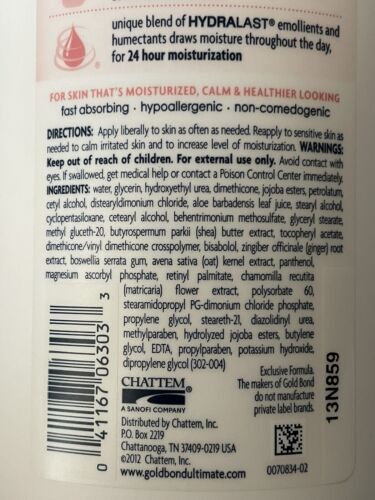 THAT'S MOISTURIZED, CALM &
unique blend of HYDRALAST® emollients and
humectants draws moisture throughout the day,
for 24 hour moisturization
FOR SKIN THAT'S MOISTURIZED, CALM & HEALTHIER LOOKING
fast absorbing · hypoallergenic · non-comedogenic
DIRECTIONS: Apply liberally to skin as often as needed. Reapply to sensitive skin as
needed to calm irritated skin and to increase level of moisturization. WARNINGS:
Keep out of reach of children. For external use only. Avoid contact with
eyes. If swallowed, get medical help or contact a Poison Control Center immediately.
INGREDIENTS: water, glycerin, hydroxyethyl urea, dimethicone, jojoba esters, petrolatum,
cetyl alcohol, distearyldimonium chloride, aloe barbadensis leaf juice, stearyl alcohol,
cyclopentasiloxane, cetearyl alcohol, behentrimonium methosulfate, glyceryl stearate,
methyl gluceth-20, butyrospermum parkii (shea) butter extract, tocopheryl acetate,
dimethicone/vinyl dimethicone crosspolymer, bisabolol, zingiber officinale (ginger) root
extract, boswellia serrata gum, avena sativa (oat) kernel extract, panthenol,
magnesium ascorbyl phosphate, retinyl palmitate, chamomilla recutita
(matricaria) flower extract, polysorbate 60,
stearamidopropyl PG-dimonium chloride phosphate,
propylene glycol, steareth-21, diazolidinyl urea,
methylparaben, hydrolyzed jojoba esters, butylene
glycol, EDTA, propylparaben, potassium hydroxide,
dipropylene glycol (302-004)
0 41167 06303 3
CHATTEM®
A SANOFI COMPANY
Distributed by Chattem, Inc.
P.O. Box 2219
Chattanooga, TN 37409-0219 USA
©2012 Chattem, Inc.
www.goldbondultimate.com
Exclusive Formula.
The makers of Gold Bond
do not manufacture
private label brands.
13N859
0070834-02